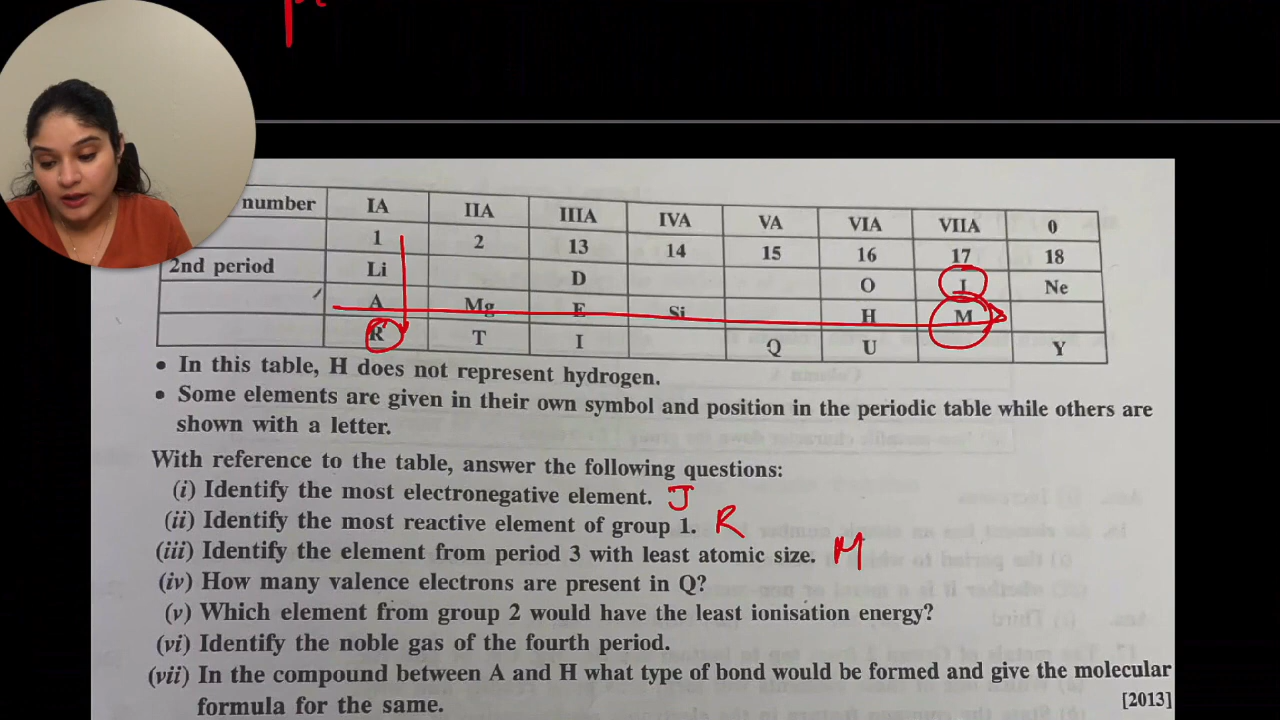 number IA IIA IIIA IVA VA VIA VIIA 0
1 2 13 14 15 16 17 18
2nd period Li D O J Ne
A Mg E Si H M
R T I Q U Y
• In this table, H does not represent hydrogen.
• Some elements are given in their own symbol and position in the periodic table while others are
shown with a letter.
With reference to the table, answer the following questions:
(i) Identify the most electronegative element. J
(ii) Identify the most reactive element of group 1. R
(iii) Identify the element from period 3 with least atomic size. M
(iv) How many valence electrons are present in Q?
(v) Which element from group 2 would have the least ionisation energy?
(vi) Identify the noble gas of the fourth period.
(vii) In the compound between A and H what type of bond would be formed and give the molecular
formula for the same. [2013]